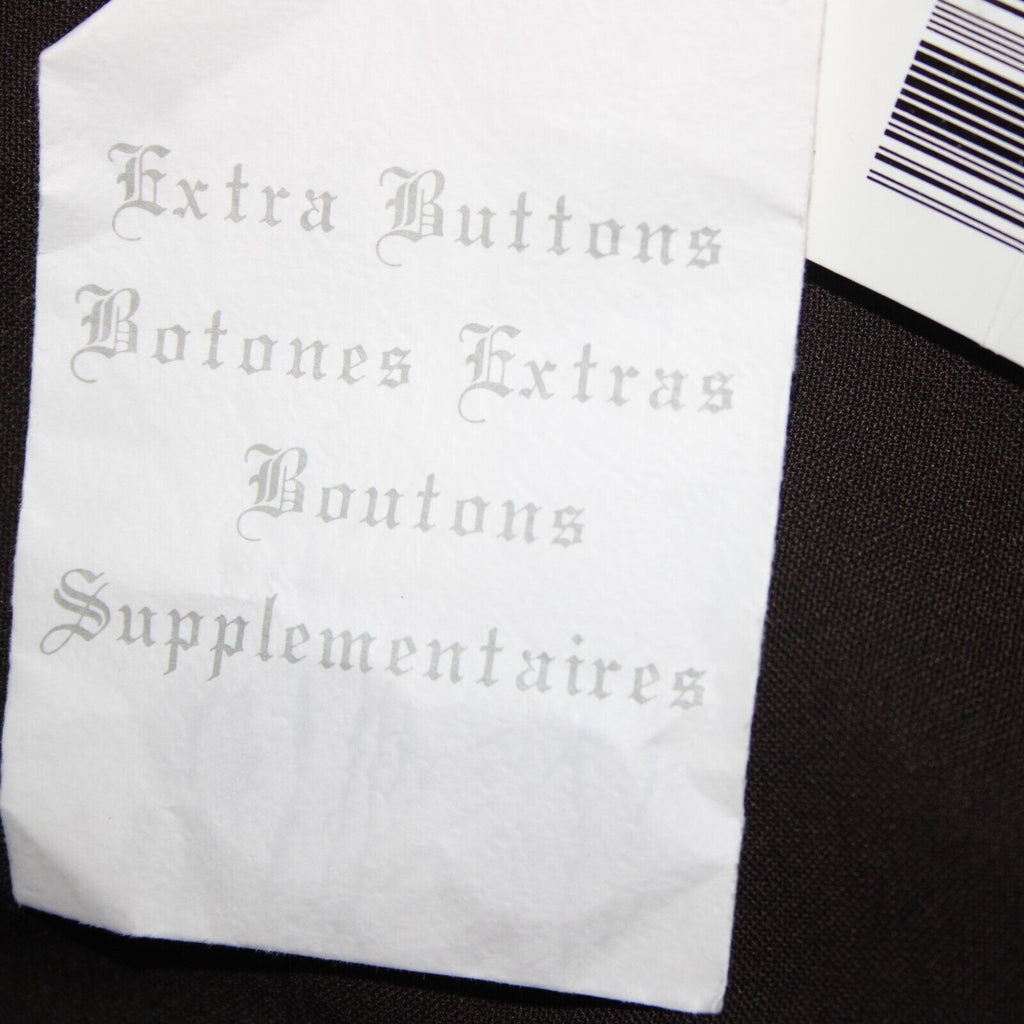 Extra Buttons
Botones Extras
Boutons
Supplementaires